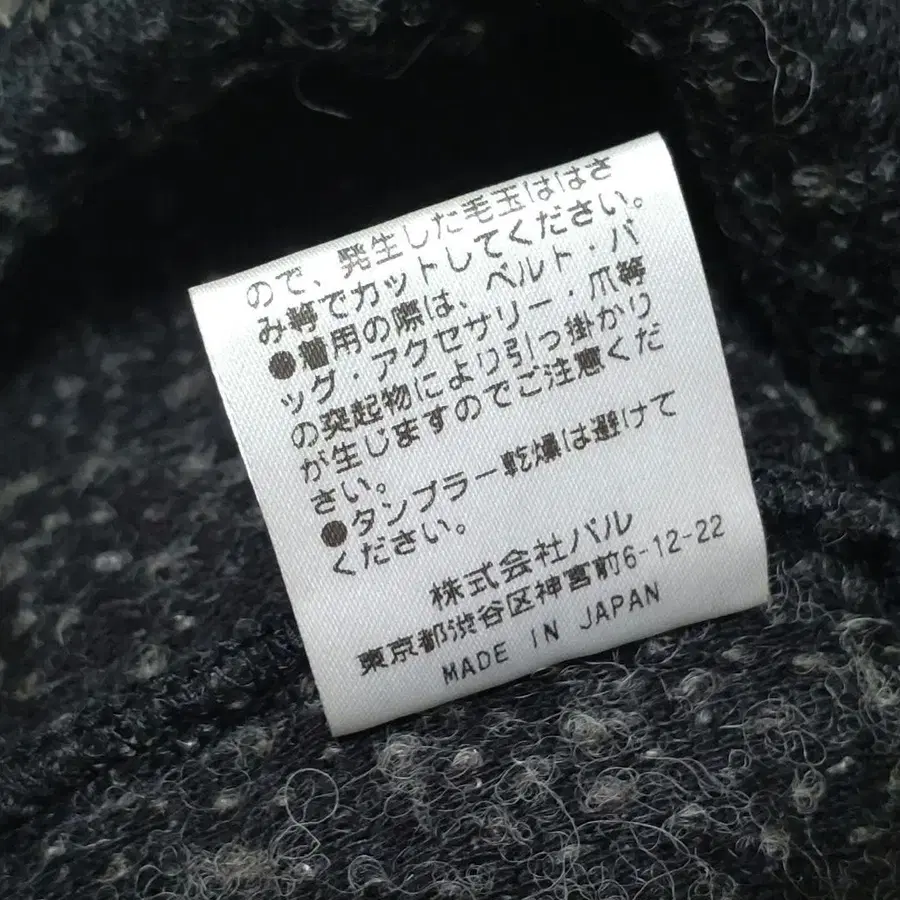 ので、発生した毛玉ははさ
み等でカットしてください。
●着用の際は、ベルト・バ
ッグ・アクセサリー・爪等
の突起物により引っ掛かり
が生じますのでご注意くだ
さい。
●タンブラー乾燥は避けて
ください。
株式会社パル
東京都渋谷区神宮前6-12-22
MADE IN JAPAN